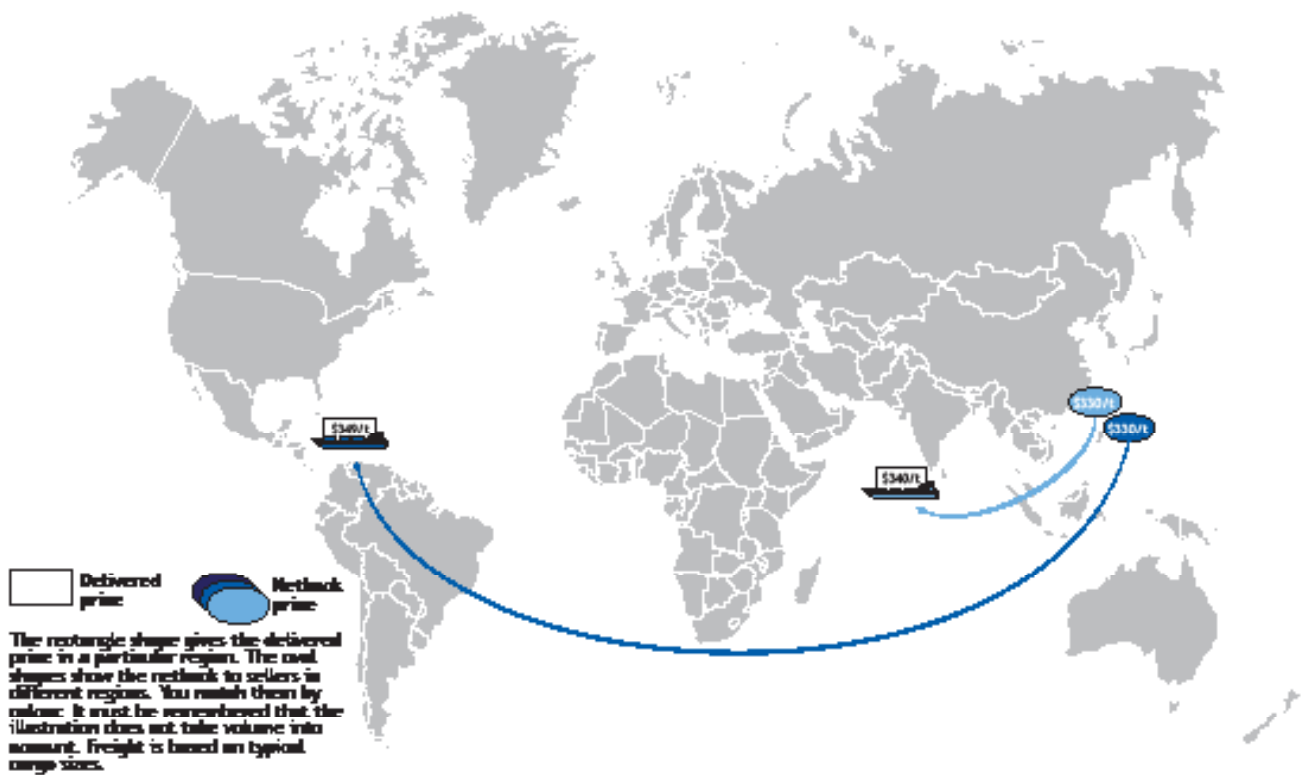 $349/t
$330/t
$330/t
$340/t
Delivered
price
Netback
price
The rectangle shape gives the delivered
price in a particular region. The oval
shapes show the netback to sellers in
different regions. You match them by
colour. It must be remembered that the
illustration does not take volume into
account. Freight is based on typical
cargo sizes.